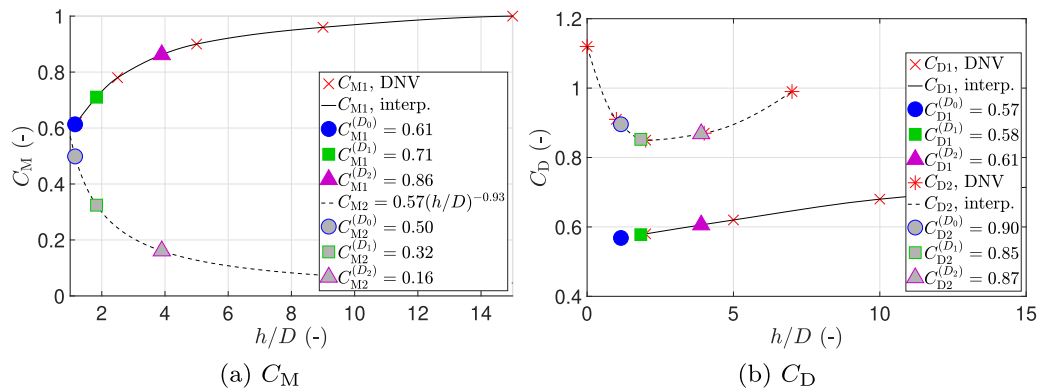 1
0.8
0.6
0.4
0.2
0
C_M (-)
2 4 6 8 10 12 14
h/D (-)
C_M1, DNV
C_M1, interp.
C_M1^(D_0) = 0.61
C_M1^(D_1) = 0.71
C_M1^(D_2) = 0.86
C_M2 = 0.57(h/D)^−0.93
C_M2^(D_0) = 0.50
C_M2^(D_1) = 0.32
C_M2^(D_2) = 0.16
(a) C_M
1.2
1
0.8
0.6
0.4
C_D (-)
0 5 10 15
h/D (-)
C_D1, DNV
C_D1, interp.
C_D1^(D_0) = 0.57
C_D1^(D_1) = 0.58
C_D1^(D_2) = 0.61
C_D2, DNV
C_D2, interp.
C_D2^(D_0) = 0.90
C_D2^(D_1) = 0.85
C_D2^(D_2) = 0.87
(b) C_D